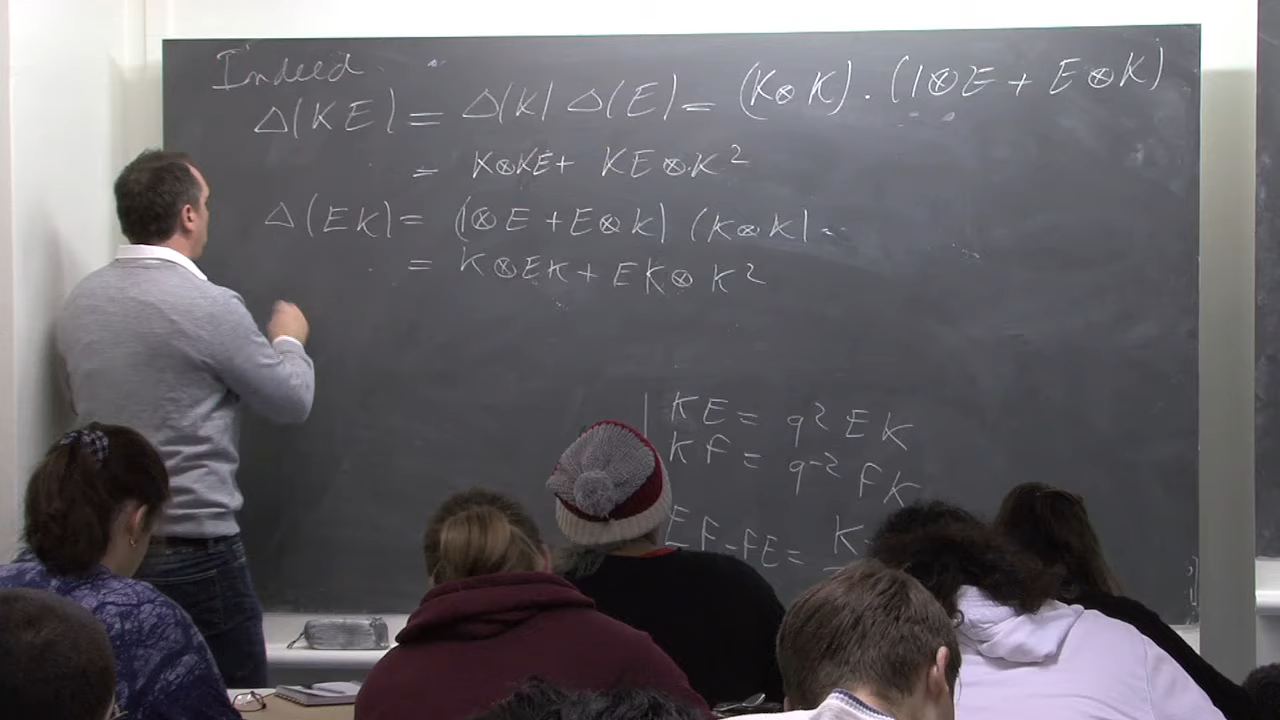 Indeed.
Δ(KE) = Δ(K) Δ(E) = (K⊗K) · (1⊗E + E⊗K)
= K⊗KE + KE⊗K²
Δ(EK) = (1⊗E + E⊗K) (K⊗K)
= K⊗EK + EK⊗K²
KE = q² EK
KF = q⁻² FK
EF - FE = K-